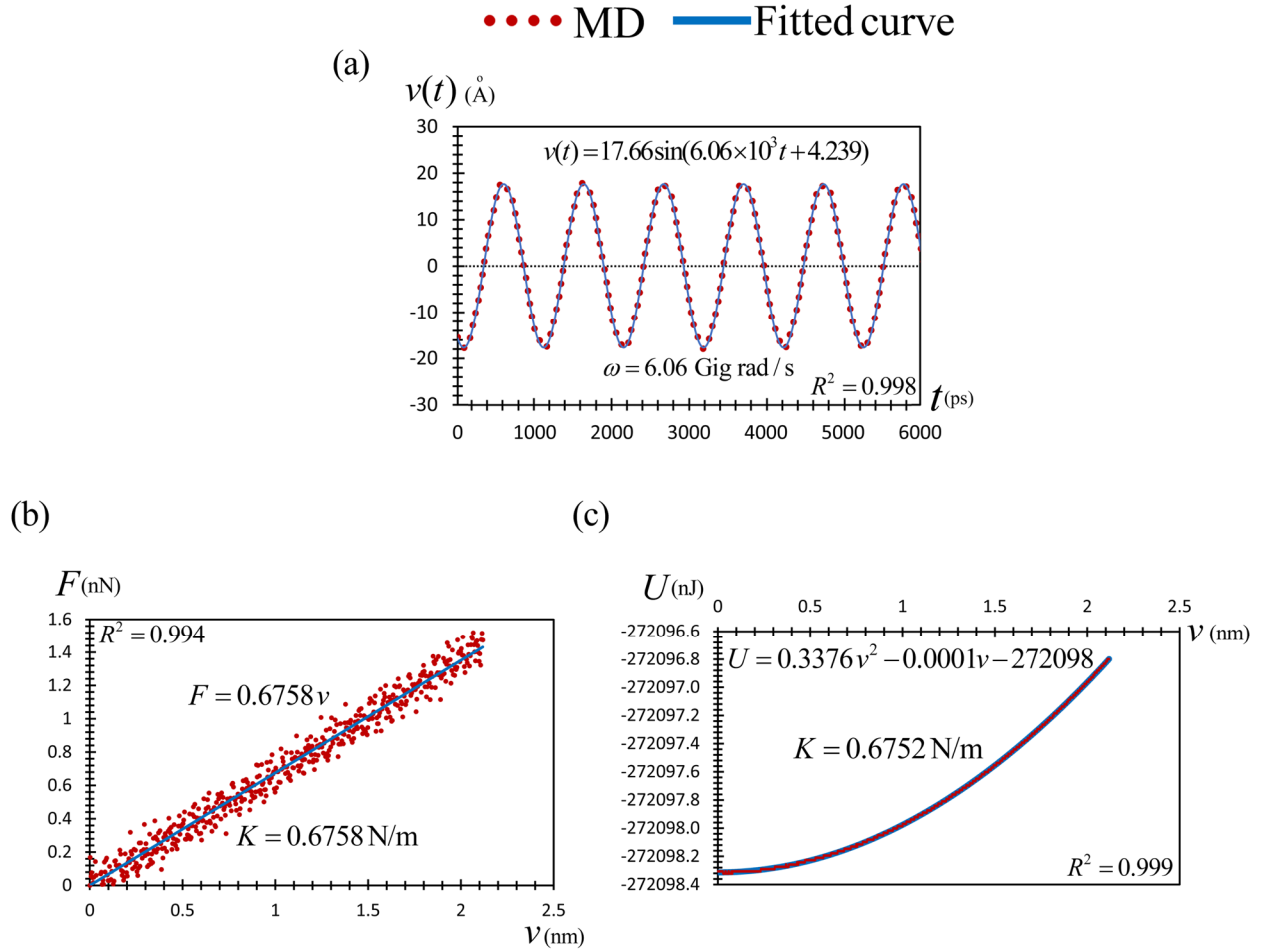 MD Fitted curve
(a)
v(t) (Å)
30
v(t) = 17.66sin(6.06×10³t + 4.239)
20
10
0
-10
-20
ω = 6.06 Gig rad / s
R² = 0.998
-30
t (ps)
0 1000 2000 3000 4000 5000 6000
(b)
F (nN)
1.6
R² = 0.994
1.4
1.2
F = 0.6758v
1
0.8
0.6
0.4
K = 0.6758 N/m
0.2
0
0 0.5 1 1.5 2 2.5
v (nm)
(c)
U (nJ)
0 0.5 1 1.5 2 2.5
v (nm)
-272096.6
U = 0.3376v² − 0.0001v − 272098
-272096.8
-272097.0
-272097.2
K = 0.6752 N/m
-272097.4
-272097.6
-272097.8
-272098.0
-272098.2
R² = 0.999
-272098.4